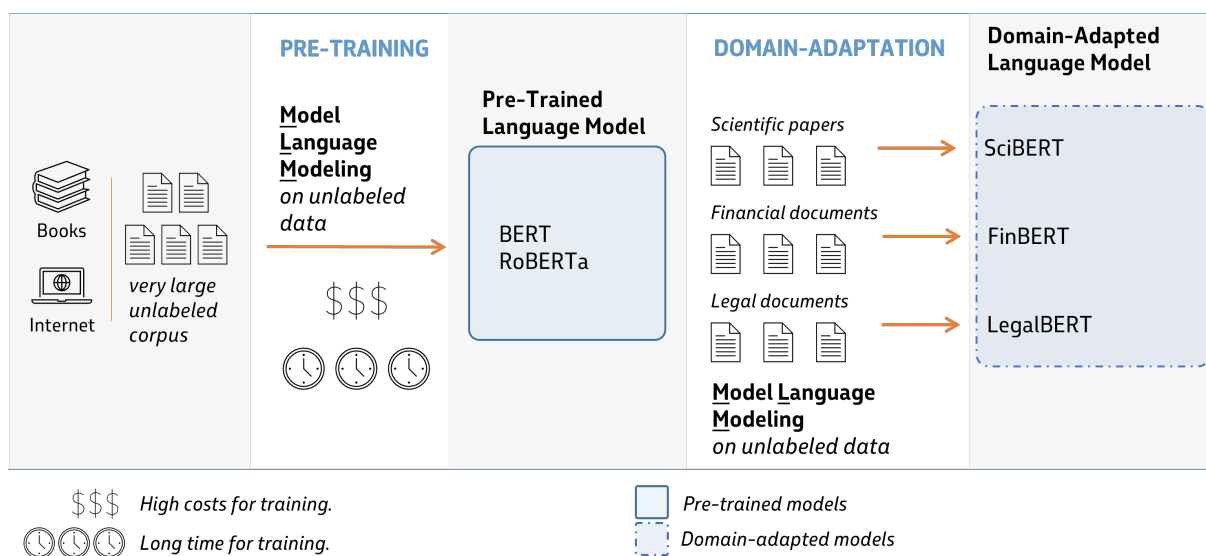 Books
Internet
very large
unlabeled
corpus
PRE-TRAINING
Model
Language
Modeling
on unlabeled
data
$$$
Pre-Trained
Language Model
BERT
RoBERTa
DOMAIN-ADAPTATION
Scientific papers
Financial documents
Legal documents
Model Language
Modeling
on unlabeled data
Domain-Adapted
Language Model
SciBERT
FinBERT
LegalBERT
$$$ High costs for training.
Long time for training.
Pre-trained models
Domain-adapted models